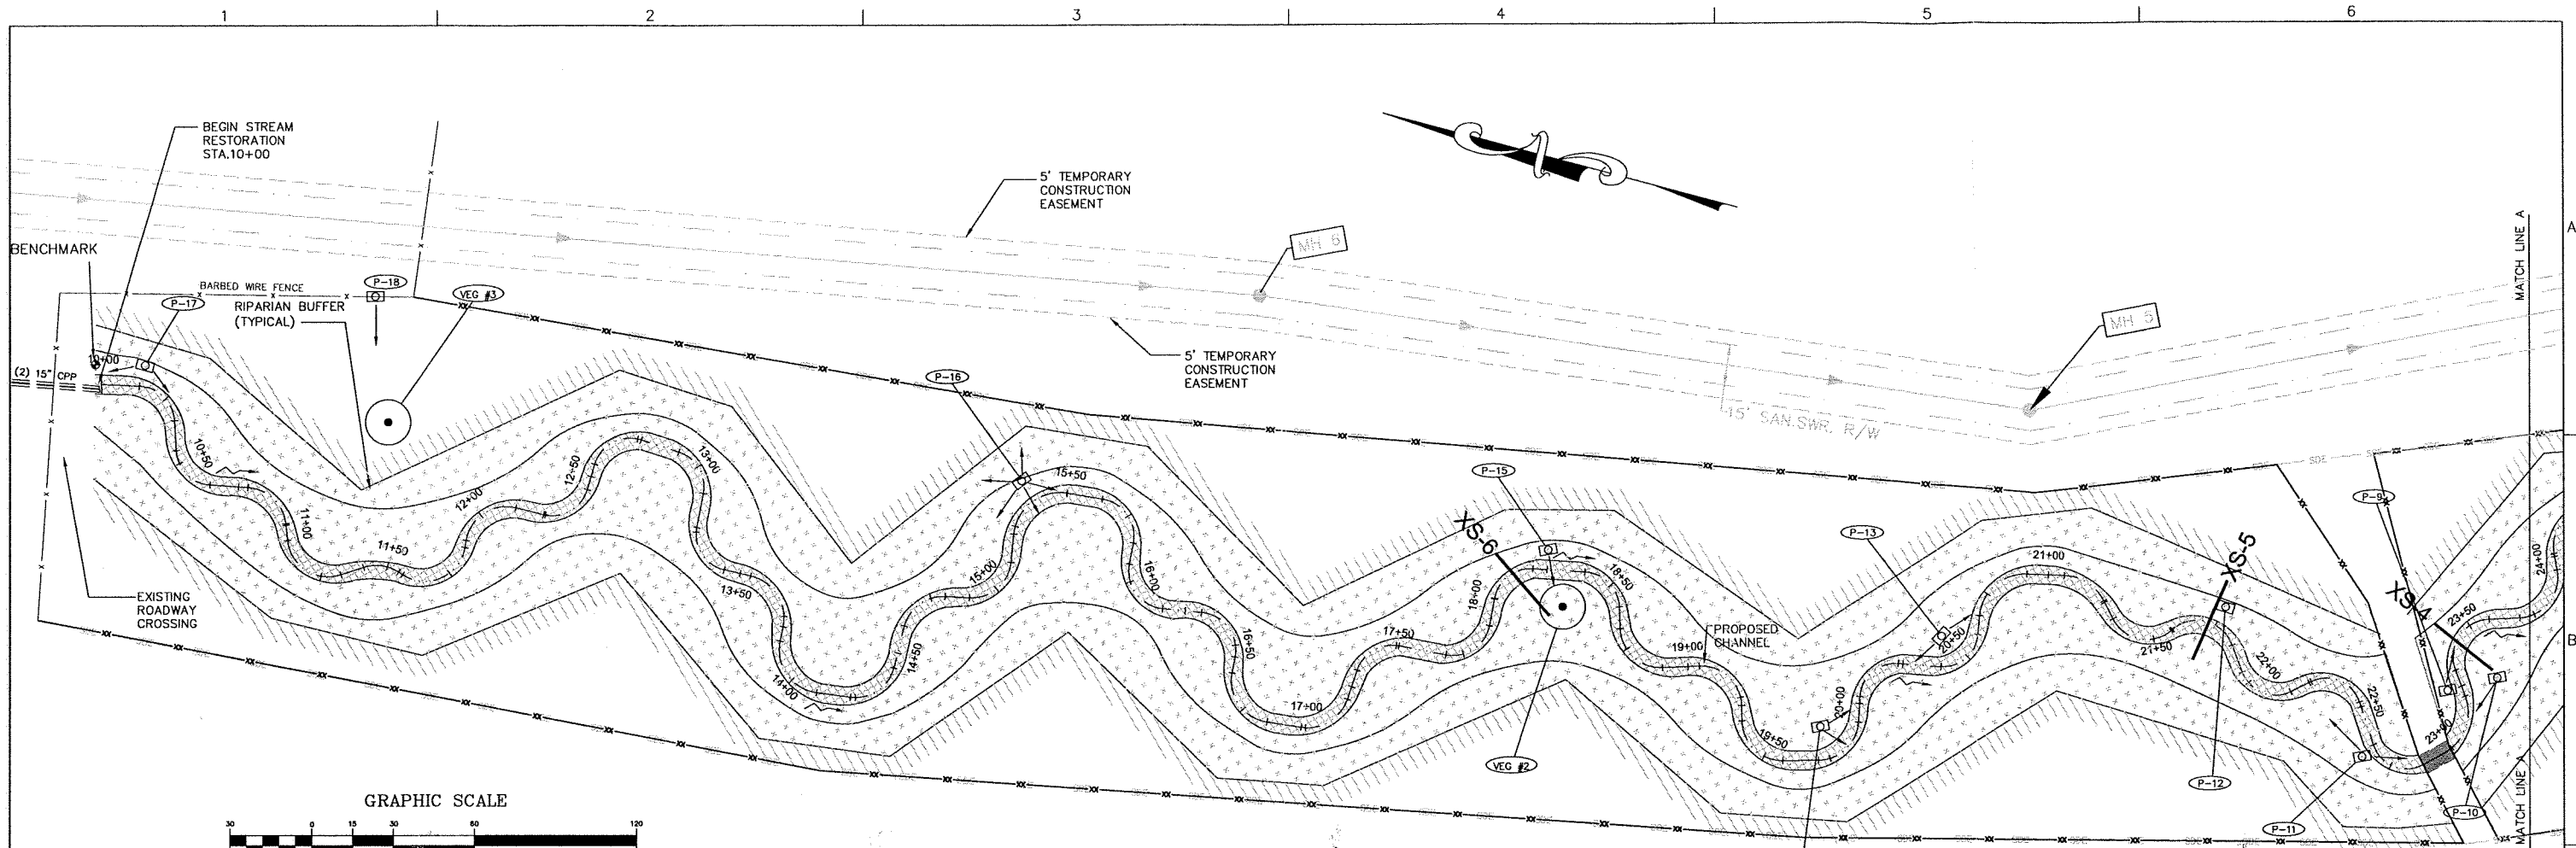 1
2
3
4
5
6
BEGIN STREAM
RESTORATION
STA.10+00
5' TEMPORARY
CONSTRUCTION
EASEMENT
MH 6
MATCH LINE A
A
BENCHMARK
BARBED WIRE FENCE
P-18
P-17
VEG #3
RIPARIAN BUFFER
(TYPICAL)
MH 5
10+00
(2) 15" CPP
5' TEMPORARY
CONSTRUCTION
EASEMENT
P-16
15' SAN.SWR. R/W
10+50
11+00
11+50
12+00
12+50
13+00
13+50
14+00
14+50
15+00
15+50
16+00
16+50
17+00
17+50
18+00
18+50
19+00
19+50
20+00
20+50
21+00
21+50
22+00
22+50
23+00
23+50
24+00
P-15
XS-6
P-13
XS-5
P-9
XS-4
EXISTING
ROADWAY
CROSSING
PROPOSED
CHANNEL
B
SDE
VEG #2
P-12
P-11
P-10
MATCH LINE A
GRAPHIC SCALE
30
0
15
30
60
120